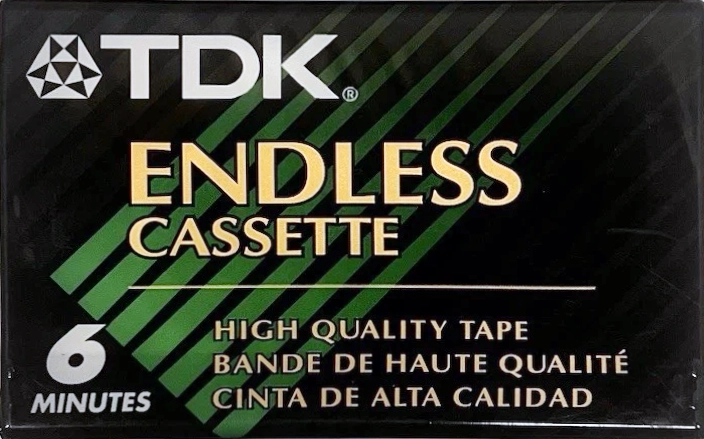 TDK®
ENDLESS
CASSETTE
6
MINUTES
HIGH QUALITY TAPE
BANDE DE HAUTE QUALITÉ
CINTA DE ALTA CALIDAD